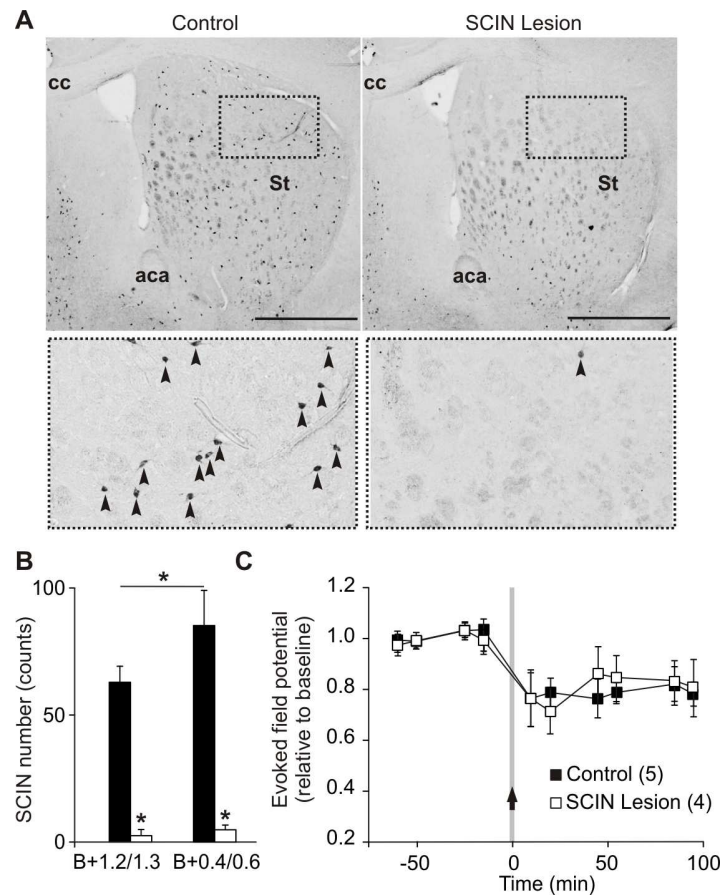 A
Control
SCIN Lesion
cc
St
aca
cc
St
aca
B
*
100
50
0
SCIN number (counts)
*
*
B+1.2/1.3
B+0.4/0.6
C
1.2
1.0
0.8
0.6
0.4
0.2
Evoked field potential
(relative to baseline)
Control (5)
SCIN Lesion (4)
-50
0
50
100
Time (min)